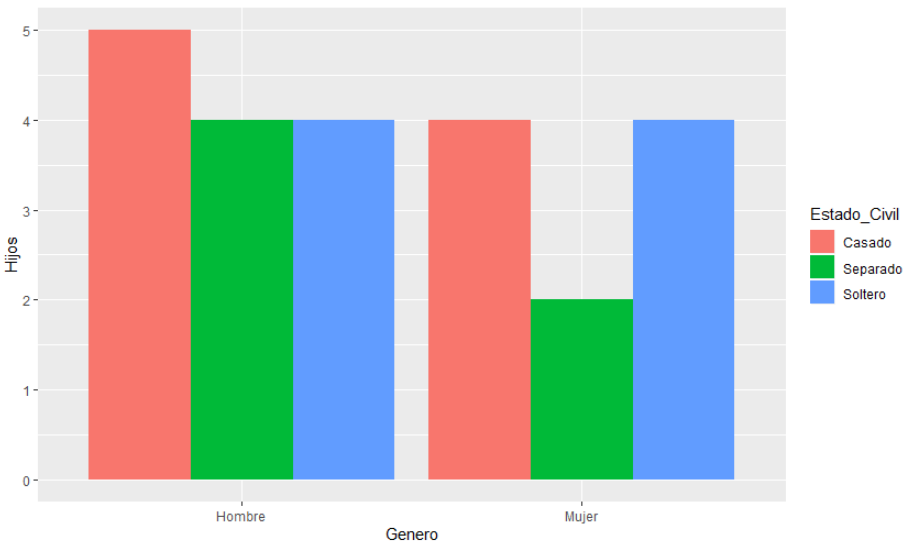 5
4
3
2
1
0
Hijos
Hombre
Mujer
Genero
Estado_Civil
Casado
Separado
Soltero